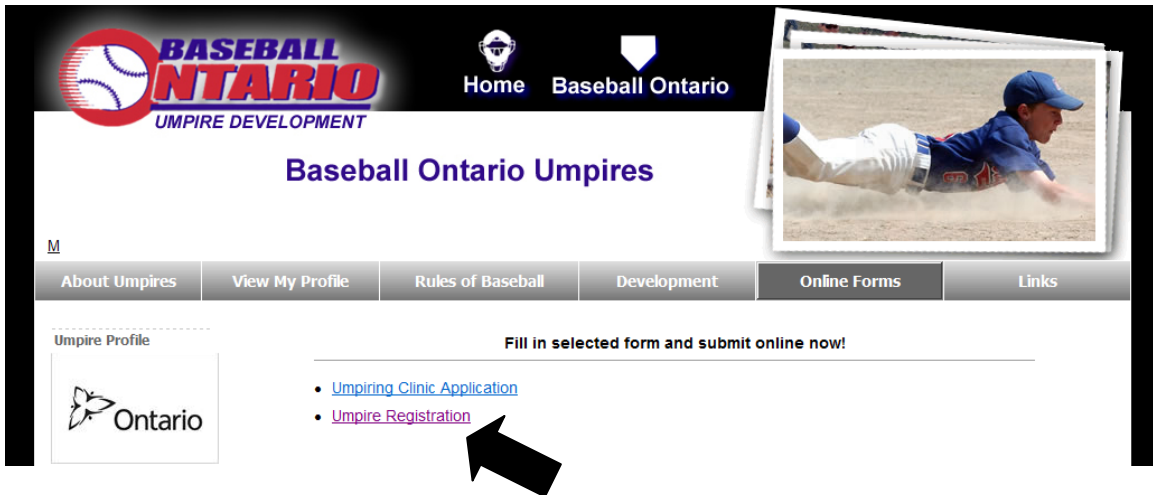 BASEBALL
ONTARIO
UMPIRE DEVELOPMENT
Home
Baseball Ontario
Baseball Ontario Umpires
M
About Umpires
View My Profile
Rules of Baseball
Development
Online Forms
Links
Umpire Profile
Ontario
Fill in selected form and submit online now!
• Umpiring Clinic Application
• Umpire Registration